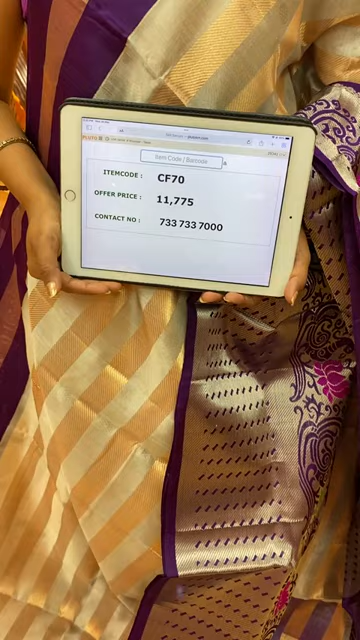 Item Code / Barcode
ITEMCODE : CF70
OFFER PRICE : 11,775
CONTACT NO : 733 733 7000